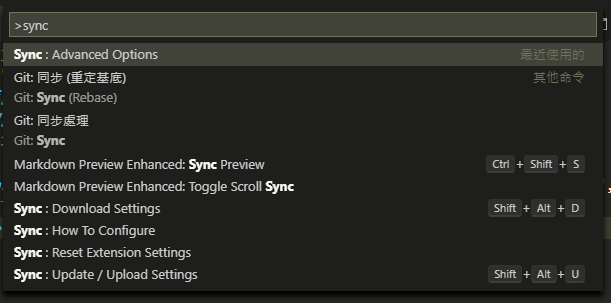 >sync
Sync : Advanced Options 最近使用的
Git: 同步 (重定基底) 其他命令
Git: Sync (Rebase)
Git: 同步處理
Git: Sync
Markdown Preview Enhanced: Sync Preview Ctrl + Shift + S
Markdown Preview Enhanced: Toggle Scroll Sync
Sync : Download Settings Shift + Alt + D
Sync : How To Configure
Sync : Reset Extension Settings
Sync : Update / Upload Settings Shift + Alt + U